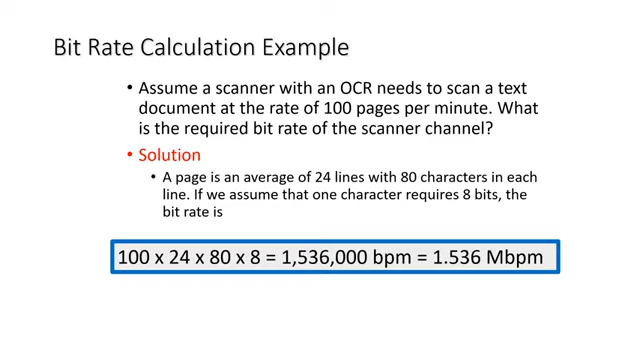 Bit Rate Calculation Example
• Assume a scanner with an OCR needs to scan a text
document at the rate of 100 pages per minute. What
is the required bit rate of the scanner channel?
• Solution
• A page is an average of 24 lines with 80 characters in each
line. If we assume that one character requires 8 bits, the
bit rate is
100 x 24 x 80 x 8 = 1,536,000 bpm = 1.536 Mbpm